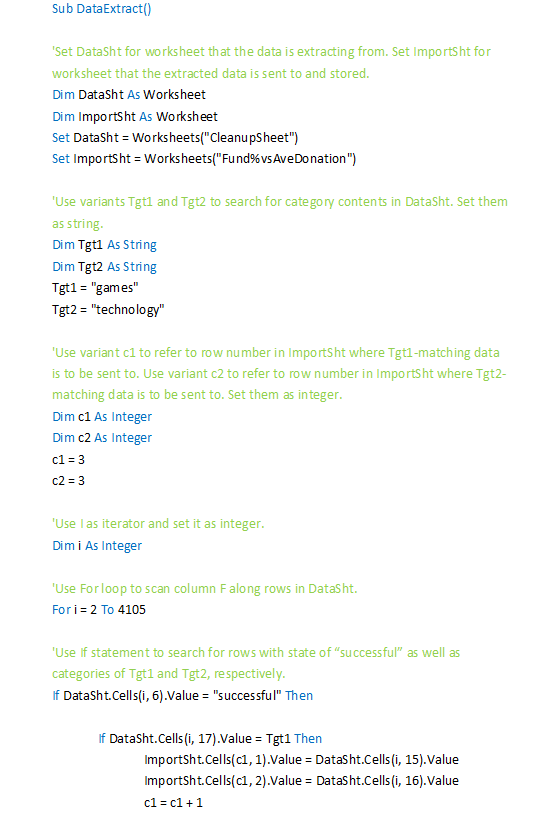 Sub DataExtract()
'Set DataSht for worksheet that the data is extracting from. Set ImportSht for
worksheet that the extracted data is sent to and stored.
Dim DataSht As Worksheet
Dim ImportSht As Worksheet
Set DataSht = Worksheets("CleanupSheet")
Set ImportSht = Worksheets("Fund%vsAveDonation")
'Use variants Tgt1 and Tgt2 to search for category contents in DataSht. Set them
as string.
Dim Tgt1 As String
Dim Tgt2 As String
Tgt1 = "games"
Tgt2 = "technology"
'Use variant c1 to refer to row number in ImportSht where Tgt1-matching data
is to be sent to. Use variant c2 to refer to row number in ImportSht where Tgt2-
matching data is to be sent to. Set them as integer.
Dim c1 As Integer
Dim c2 As Integer
c1 = 3
c2 = 3
'Use I as iterator and set it as integer.
Dim i As Integer
'Use For loop to scan column F along rows in DataSht.
For i = 2 To 4105
'Use If statement to search for rows with state of “successful” as well as
categories of Tgt1 and Tgt2, respectively.
If DataSht.Cells(i, 6).Value = "successful" Then
If DataSht.Cells(i, 17).Value = Tgt1 Then
ImportSht.Cells(c1, 1).Value = DataSht.Cells(i, 15).Value
ImportSht.Cells(c1, 2).Value = DataSht.Cells(i, 16).Value
c1 = c1 + 1